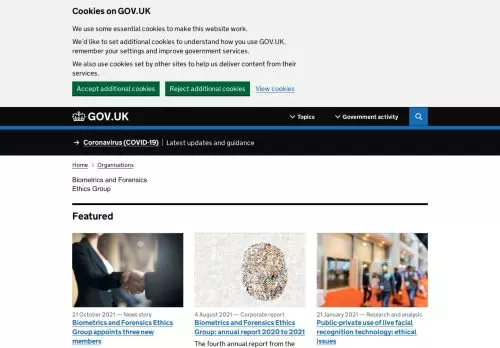 Cookies on GOV.UK
We use some essential cookies to make this website work.
We'd like to set additional cookies to understand how you use GOV.UK,
remember your settings and improve government services.
We also use cookies set by other sites to help us deliver content from their
services.
Accept additional cookies Reject additional cookies View cookies
GOV.UK Topics Government activity
→ Coronavirus (COVID-19) | Latest updates and guidance
Home > Organisations
Biometrics and Forensics
Ethics Group
Featured
21 October 2021 — News story
Biometrics and Forensics Ethics
Group appoints three new
members
4 August 2021 — Corporate report
Biometrics and Forensics Ethics
Group: annual report 2020 to 2021
The fourth annual report from the
21 January 2021 — Research and analysis
Public-private use of live facial
recognition technology: ethical
issues